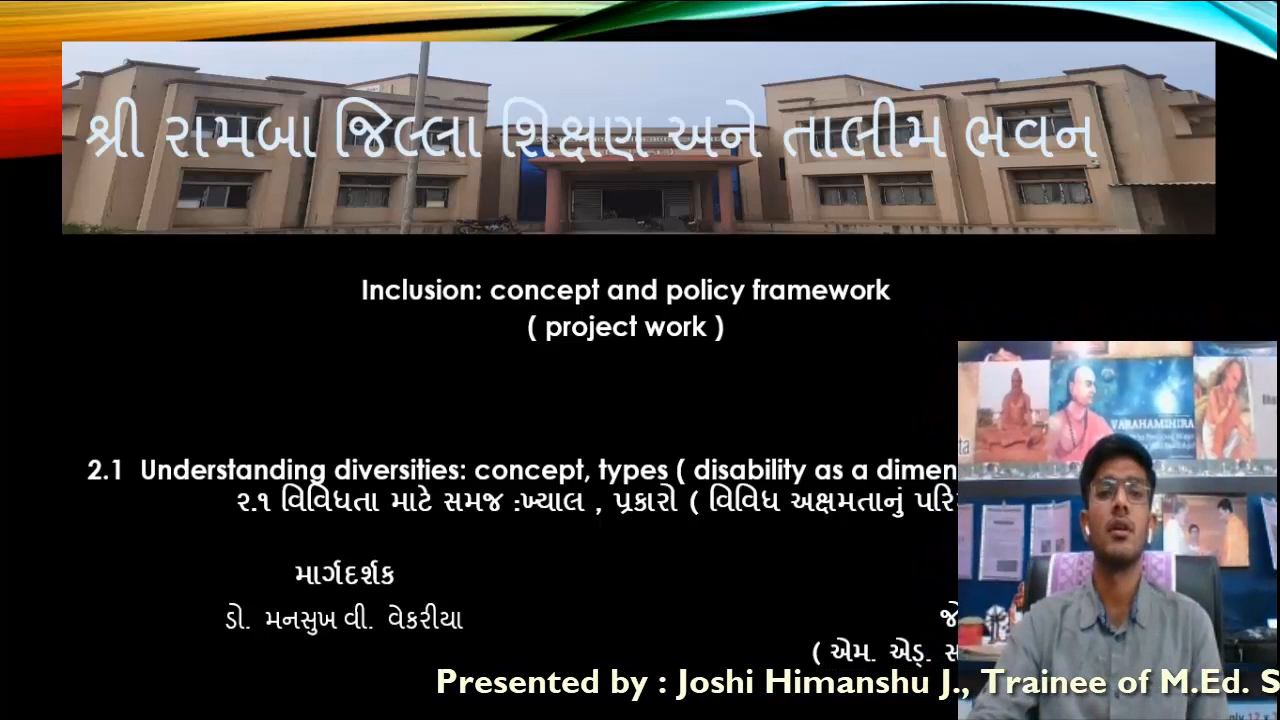 શ્રી રામબા જિલ્લા શિક્ષણ અને તાલીમ ભવન
Inclusion: concept and policy framework
( project work )
2.1 Understanding diversities: concept, types ( disability as a dimen
૨.૧ વિવિધતા માટે સમજ :ખ્યાલ , પ્રકારો ( વિવિધ અક્ષમતાનું પરિ
માર્ગદર્શક
ડો. મનસુખ વી. વેકરીયા
જો
( એમ. એડ્. સ
Presented by : Joshi Himanshu J., Trainee of M.Ed. S
VARAHAMIHIRA